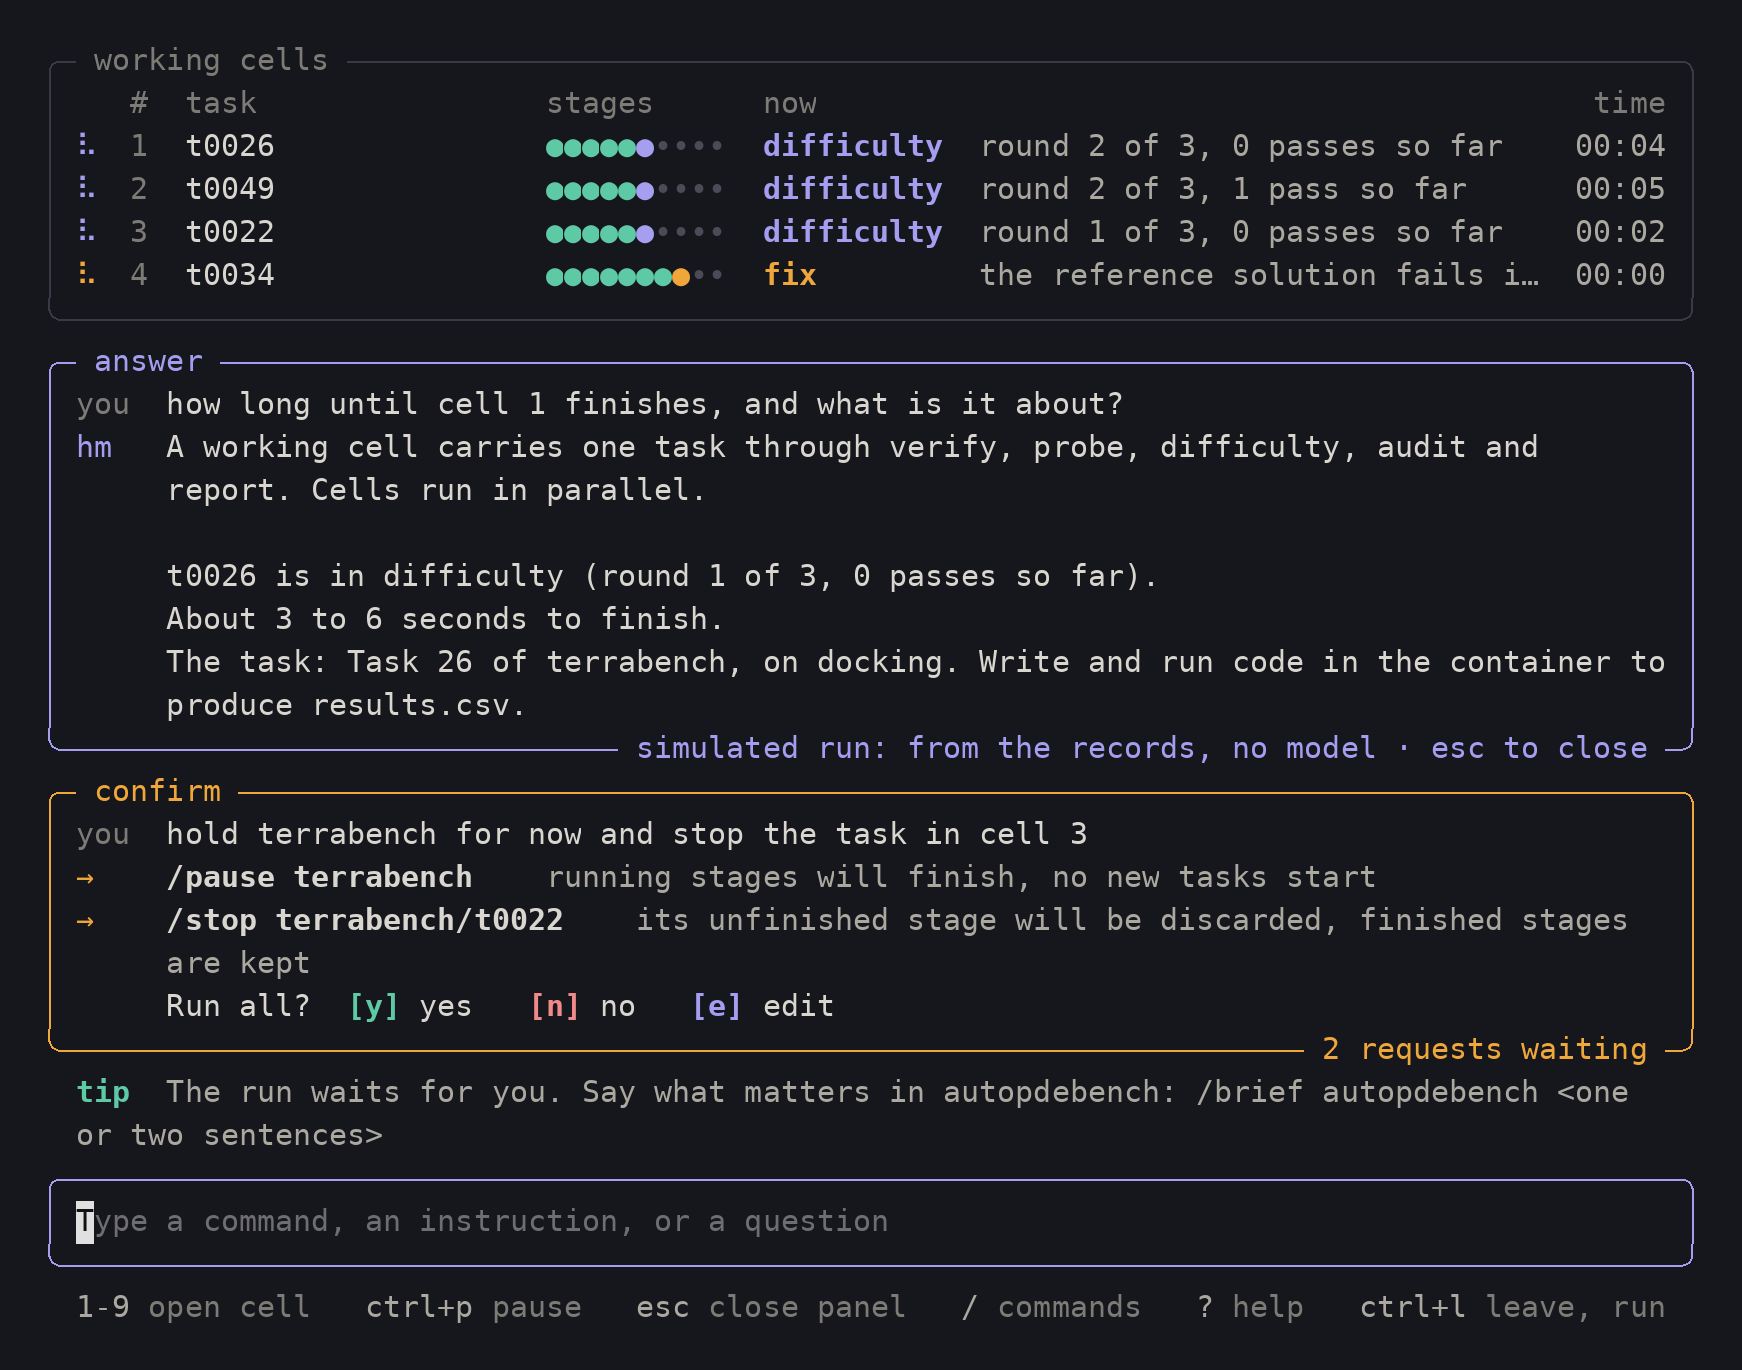 working cells
# task stages now time
1 t0026 ●●●●●●•••• difficulty round 2 of 3, 0 passes so far 00:04
2 t0049 ●●●●●●•••• difficulty round 2 of 3, 1 pass so far 00:05
3 t0022 ●●●●●●•••• difficulty round 1 of 3, 0 passes so far 00:02
4 t0034 ●●●●●●●●•• fix the reference solution fails i… 00:00
answer
you how long until cell 1 finishes, and what is it about?
hm A working cell carries one task through verify, probe, difficulty, audit and
report. Cells run in parallel.
t0026 is in difficulty (round 1 of 3, 0 passes so far).
About 3 to 6 seconds to finish.
The task: Task 26 of terrabench, on docking. Write and run code in the container to
produce results.csv.
simulated run: from the records, no model · esc to close
confirm
you hold terrabench for now and stop the task in cell 3
→ /pause terrabench running stages will finish, no new tasks start
→ /stop terrabench/t0022 its unfinished stage will be discarded, finished stages
are kept
Run all? [y] yes [n] no [e] edit
2 requests waiting
tip The run waits for you. Say what matters in autopdebench: /brief autopdebench <one
or two sentences>
Type a command, an instruction, or a question
1-9 open cell ctrl+p pause esc close panel / commands ? help ctrl+l leave, run